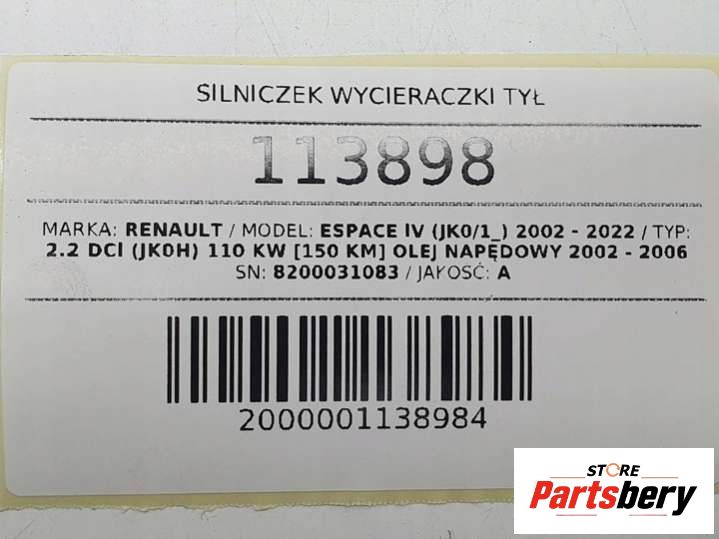 SILNICZEK WYCIERACZKI TYŁ
113898
MARKA: RENAULT / MODEL: ESPACE IV (JK0/1_) 2002 - 2022 / TYP:
2.2 DCI (JK0H) 110 KW [150 KM] OLEJ NAPĘDOWY 2002 - 2006
SN: 8200031083 / JAKOŚĆ: A
2000001138984
STORE
Partsbery